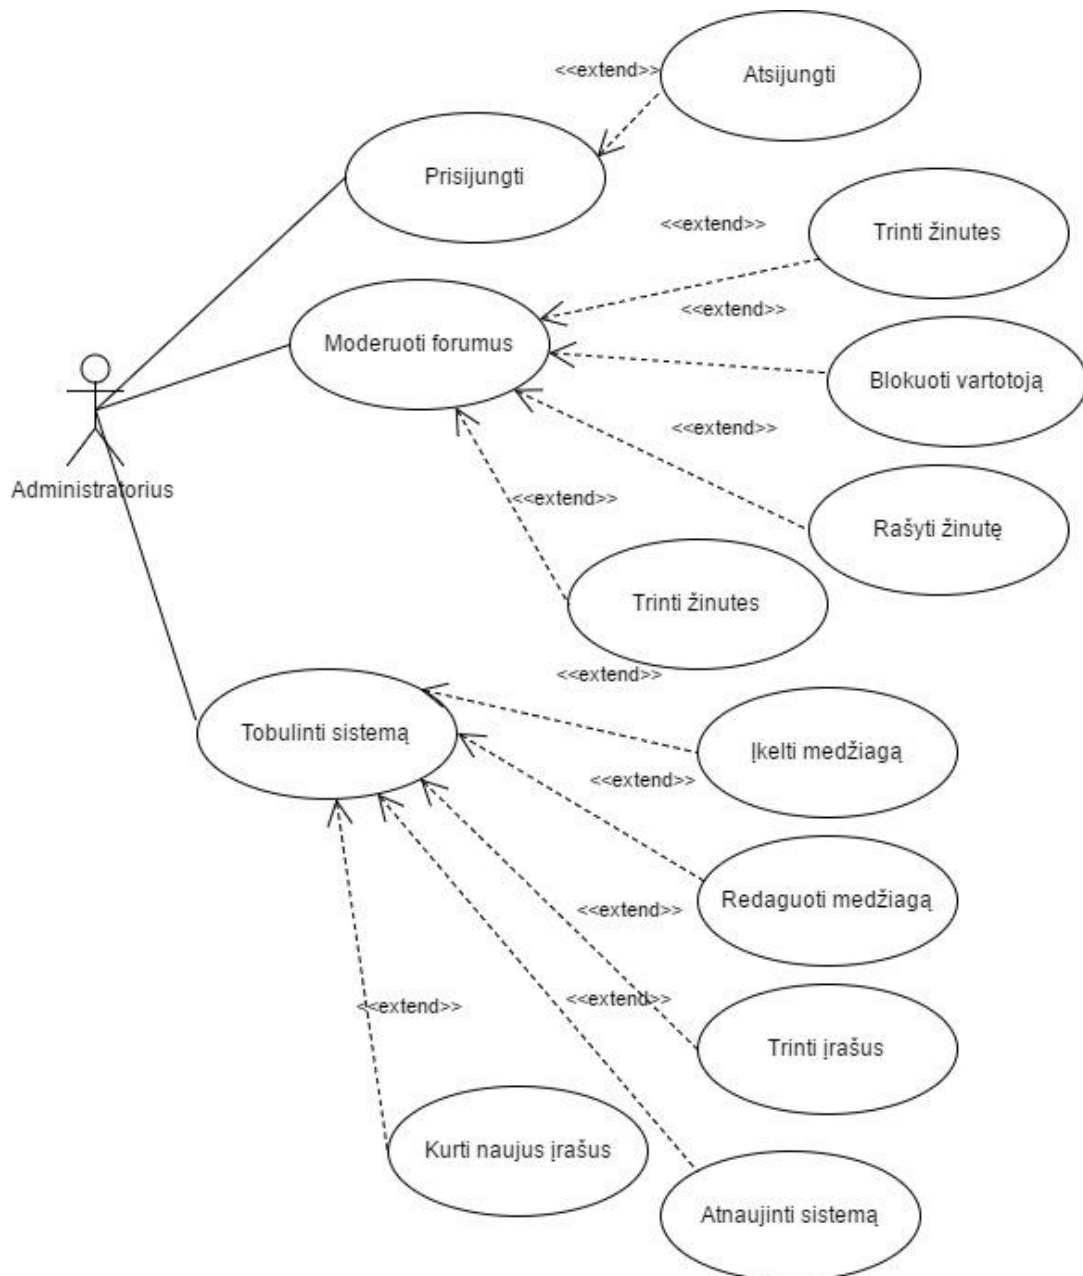 <<extend>>
Atsijungti
Prisijungti
<<extend>>
Trinti žinutes
<<extend>>
Moderuoti forumus
Blokuoti vartotoją
<<extend>>
Administratorius
<<extend>>
Rašyti žinutę
Trinti žinutes
<<extend>>
Tobulinti sistemą
Įkelti medžiagą
<<extend>>
Redaguoti medžiagą
<<extend>>
<<extend>>
<<extend>>
Trinti įrašus
Kurti naujus įrašus
Atnaujinti sistemą